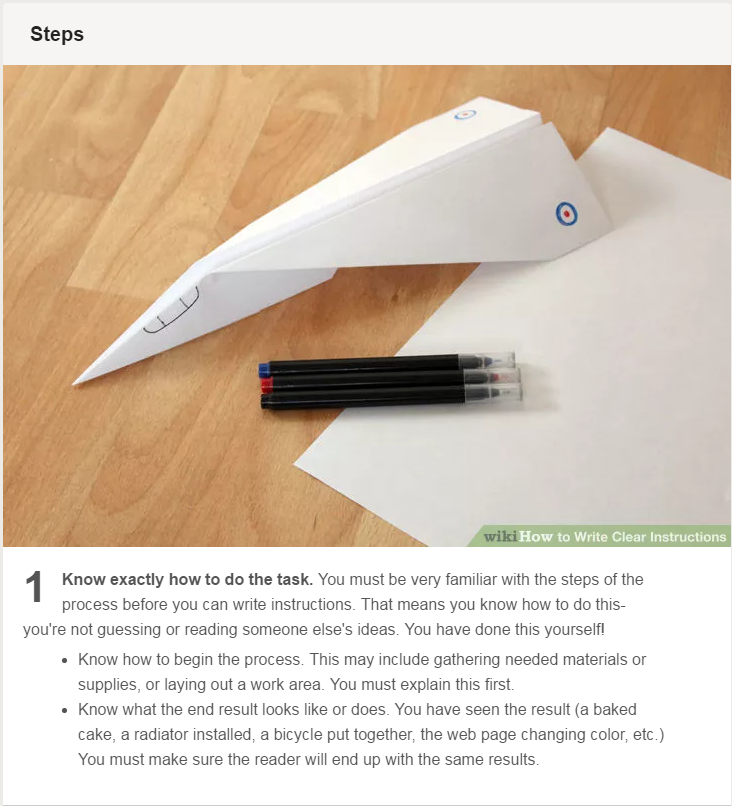 Steps
wikiHow to Write Clear Instructions
1 Know exactly how to do the task. You must be very familiar with the steps of the
process before you can write instructions. That means you know how to do this-
you're not guessing or reading someone else's ideas. You have done this yourself!
• Know how to begin the process. This may include gathering needed materials or
supplies, or laying out a work area. You must explain this first.
• Know what the end result looks like or does. You have seen the result (a baked
cake, a radiator installed, a bicycle put together, the web page changing color, etc.)
You must make sure the reader will end up with the same results.